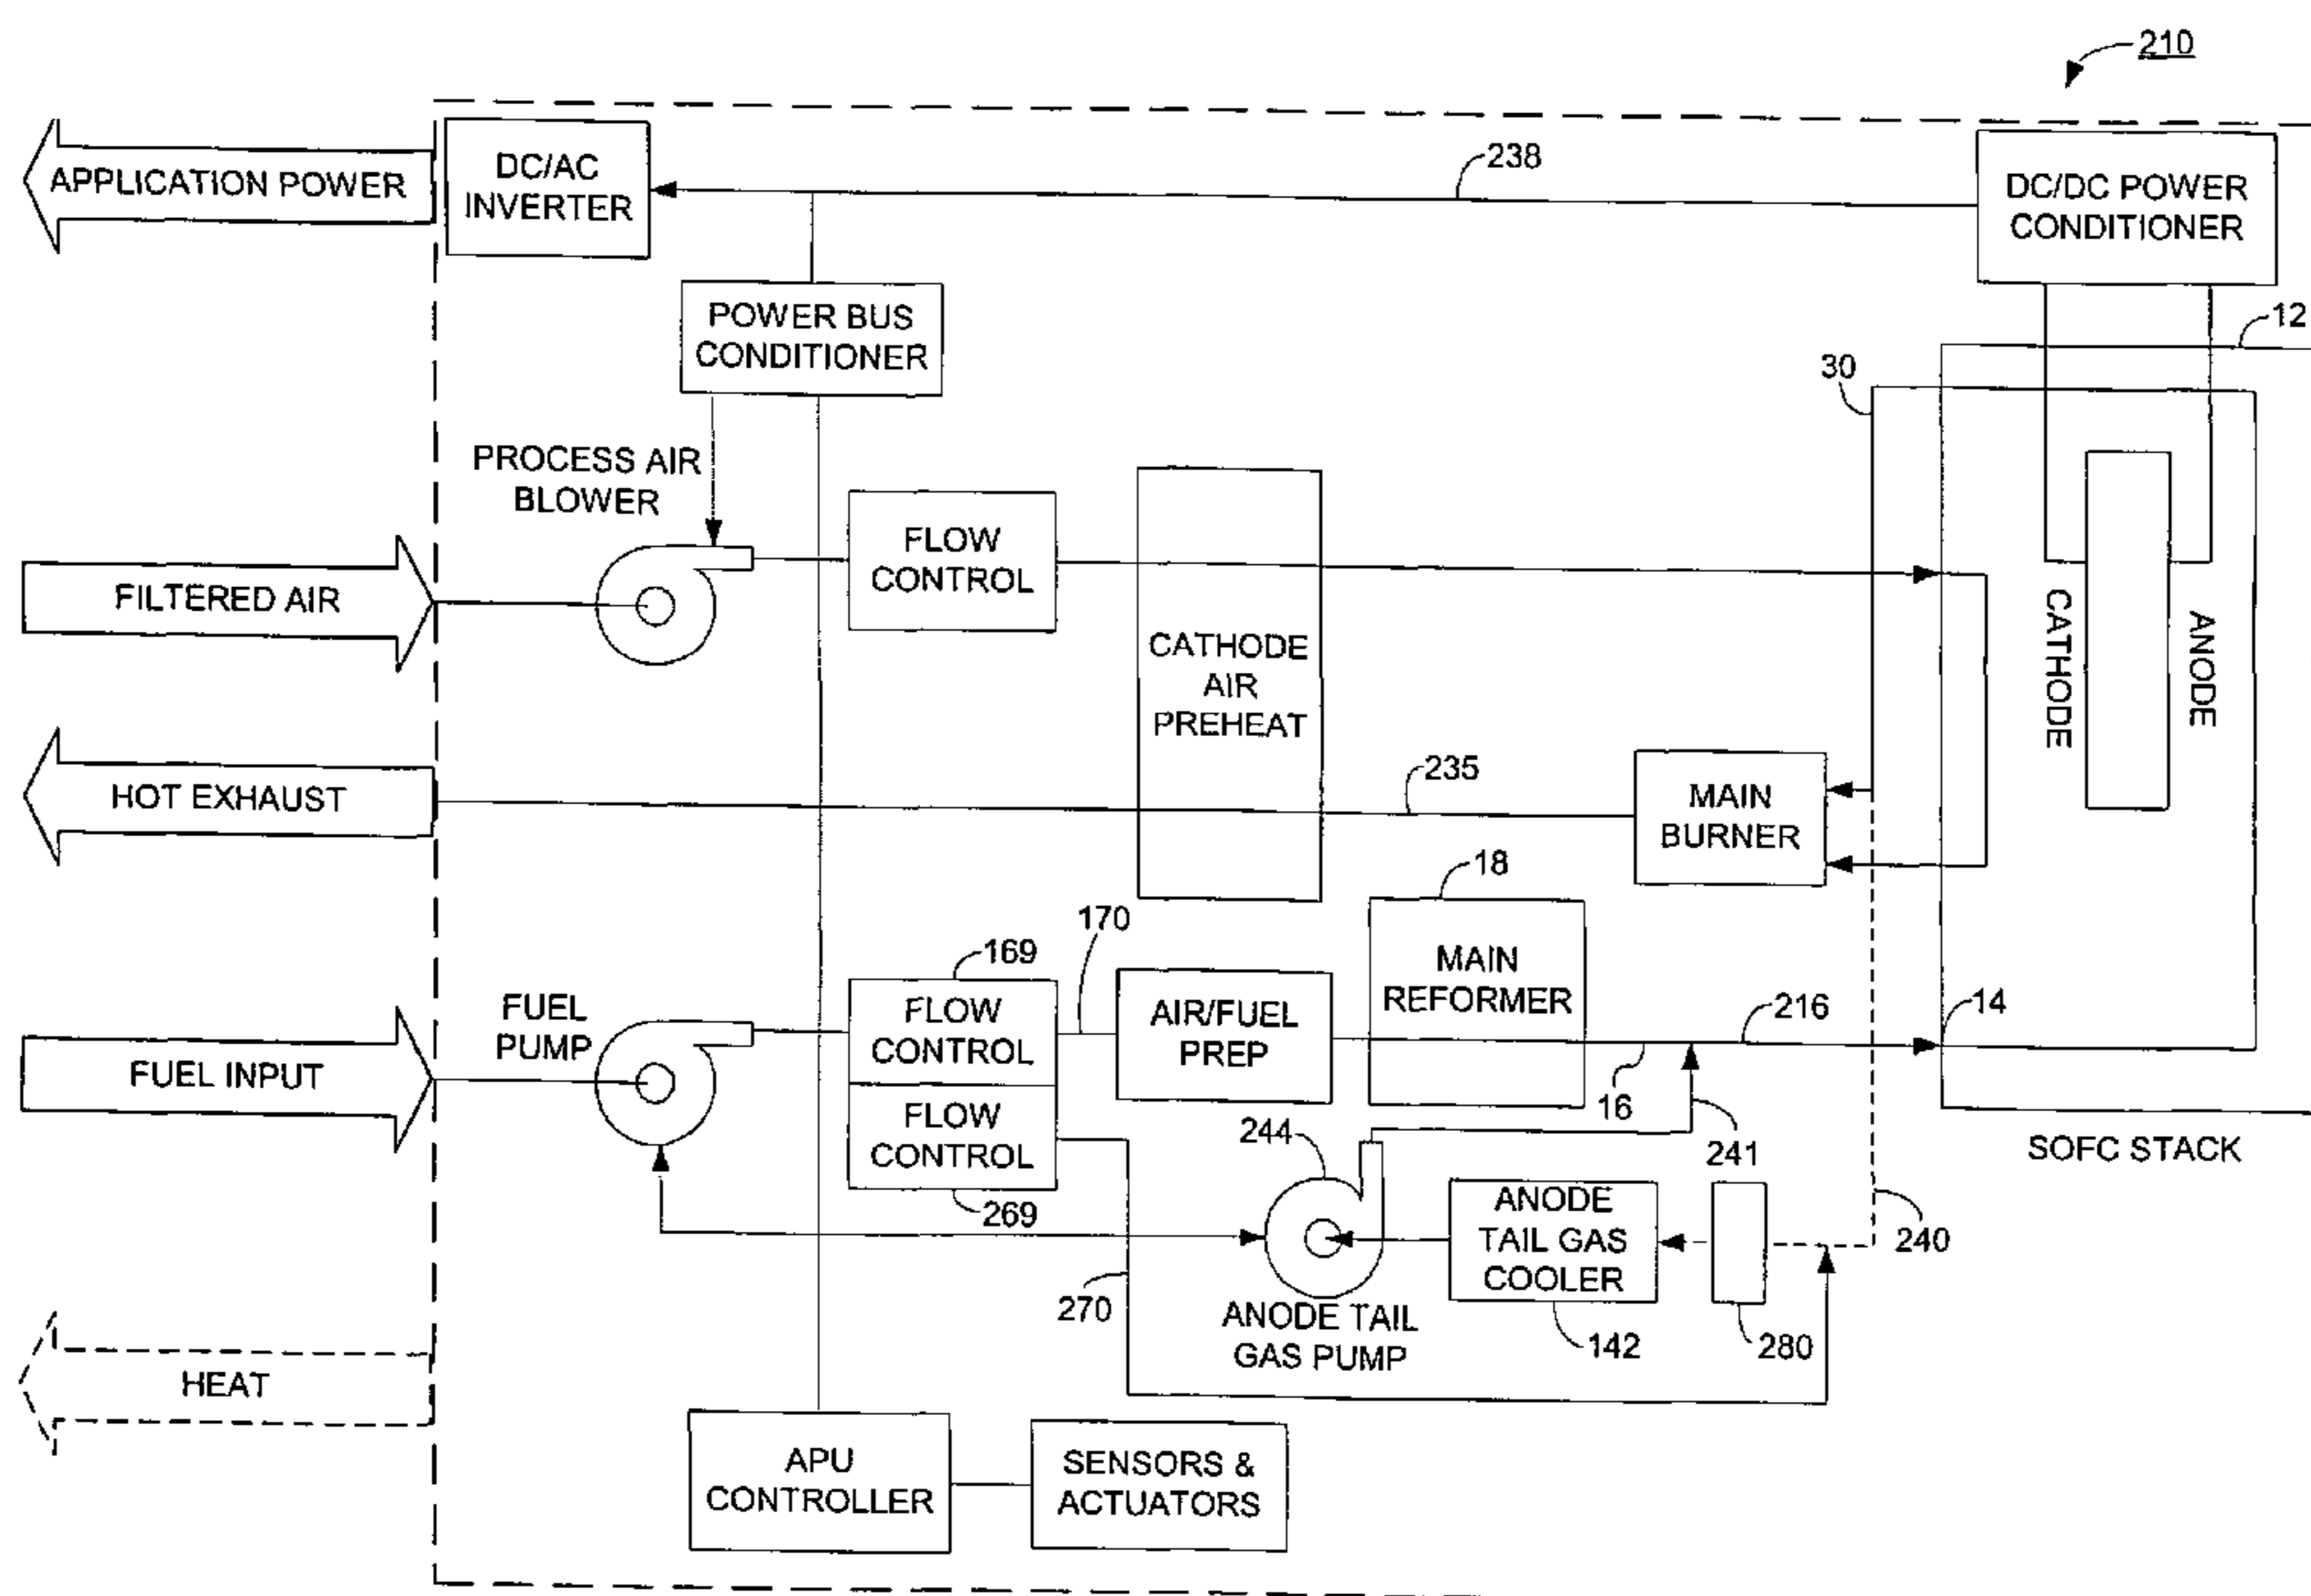 210
APPLICATION POWER
DC/AC
INVERTER
238
DC/DC POWER
CONDITIONER
POWER BUS
CONDITIONER
12
30
PROCESS AIR
BLOWER
FLOW
CONTROL
FILTERED AIR
CATHODE
AIR
PREHEAT
CATHODE
ANODE
HOT EXHAUST
235
MAIN
BURNER
18
170
169
FUEL
PUMP
FLOW
CONTROL
AIR/FUEL
PREP
MAIN
REFORMER
216
14
FUEL INPUT
16
FLOW
CONTROL
269
244
241
SOFC STACK
ANODE
TAIL GAS
COOLER
240
270
ANODE TAIL
GAS PUMP
142
280
HEAT
APU
CONTROLLER
SENSORS &
ACTUATORS